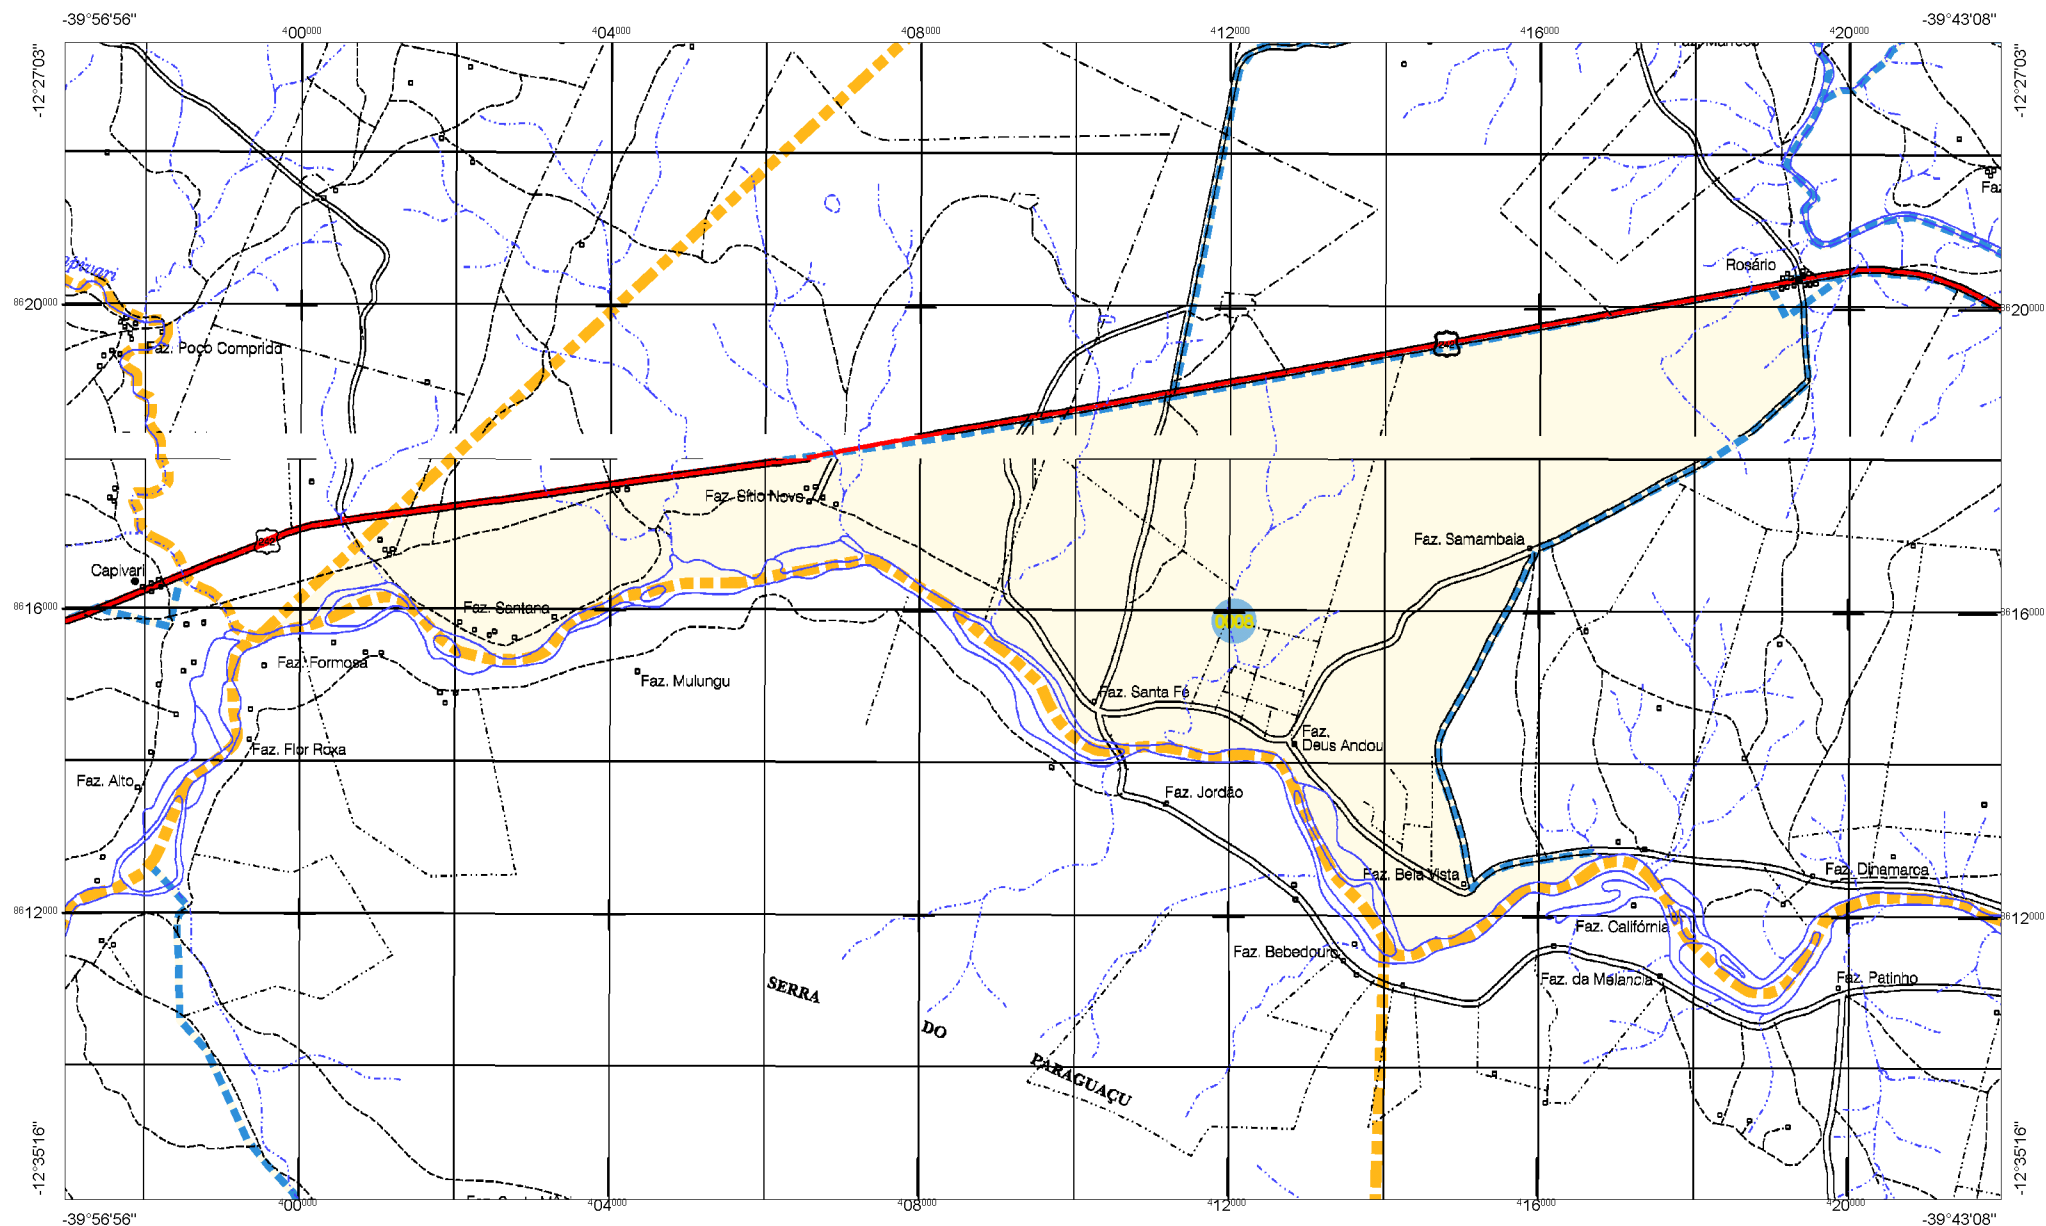 -39°56'56"
-39°43'08"
400000
404000
408000
412000
416000
420000
-12°27'03"
-12°27'03"
Faz
Rosário
8620000
8620000
Faz. Poço Comprido
242
Faz. Sítio Novo
242
Faz. Samambaia
Capivari
8616000
8616000
Faz. Santana
0008
Faz. Formosa
Faz. Mulungu
Faz. Santa Fé
Faz. Flor Roxa
Faz.
Deus Andou
Faz. Alto
Faz. Jordão
Faz. Bela Vista
Faz. Dinamarca
8612000
8612000
Faz. Califórnia
Faz. Bebedouro
Faz. da Melancia
Faz. Patinho
SERRA
DO
PARAGUAÇU
-12°35'16"
-12°35'16"
400000
404000
408000
412000
416000
420000
-39°56'56"
-39°43'08"